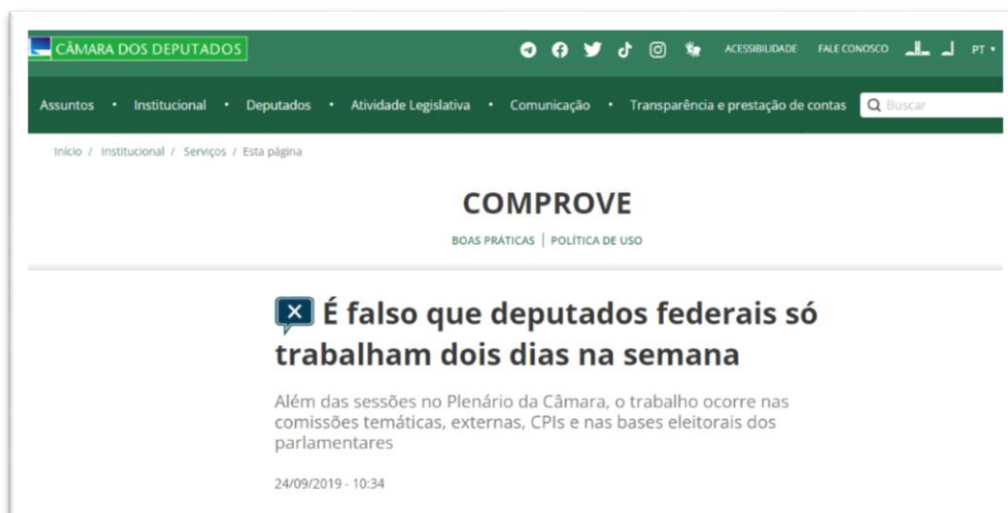 CÂMARA DOS DEPUTADOS
ACESSIBILIDADE FALE CONOSCO PT
Assuntos • Institucional • Deputados • Atividade Legislativa • Comunicação • Transparência e prestação de contas Buscar
Início / Institucional / Serviços / Esta página
COMPROVE
BOAS PRÁTICAS | POLÍTICA DE USO
É falso que deputados federais só
trabalham dois dias na semana
Além das sessões no Plenário da Câmara, o trabalho ocorre nas
comissões temáticas, externas, CPIs e nas bases eleitorais dos
parlamentares
24/09/2019 - 10:34